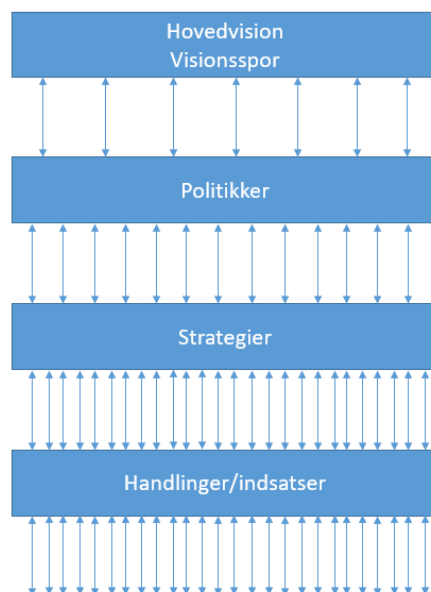 Hovedvision
Visionsspor
Politikker
Strategier
Handlinger/indsatser